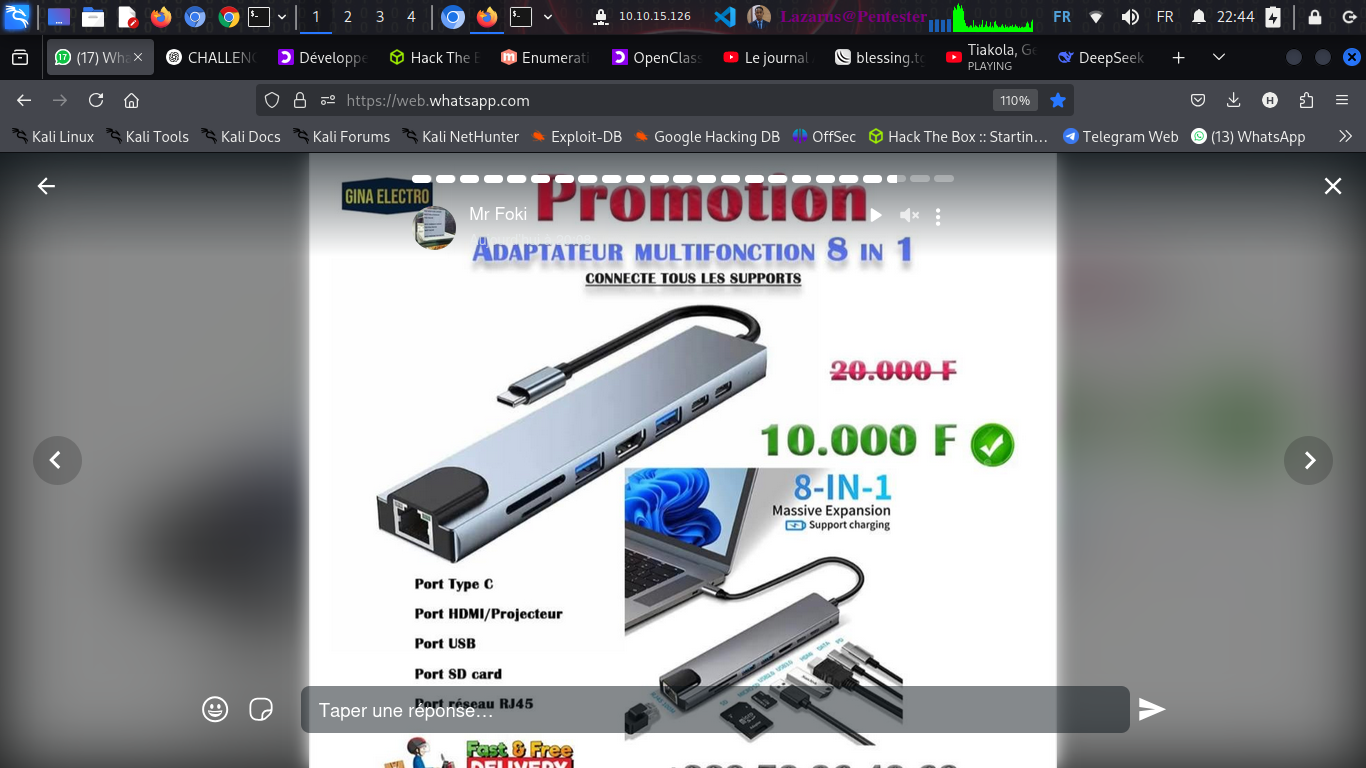 1
2
3
4
10.10.15.126
Lazarus@Pentester
FR
FR
22:44
(17) Wha
CHALLEN
Développe
Hack The B
Enumerati
OpenClass
Le journal
blessing.tg
Tiakola, Ge
PLAYING
DeepSeek
https://web.whatsapp.com
110%
H
Kali Linux
Kali Tools
Kali Docs
Kali Forums
Kali NetHunter
Exploit-DB
Google Hacking DB
OffSec
Hack The Box :: Startin…
Telegram Web
(13) WhatsApp
GINA ELECTRO
Promotion
Mr Foki
ADAPTATEUR MULTIFONCTION 8 IN 1
CONNECTE TOUS LES SUPPORTS
20.000 F
10.000 F
8-IN-1
Massive Expansion
Support charging
Port Type C
Port HDMI/Projecteur
Port USB
Port SD card
Port réseau RJ45
Taper une réponse…
Fast & Free
DELIVERY